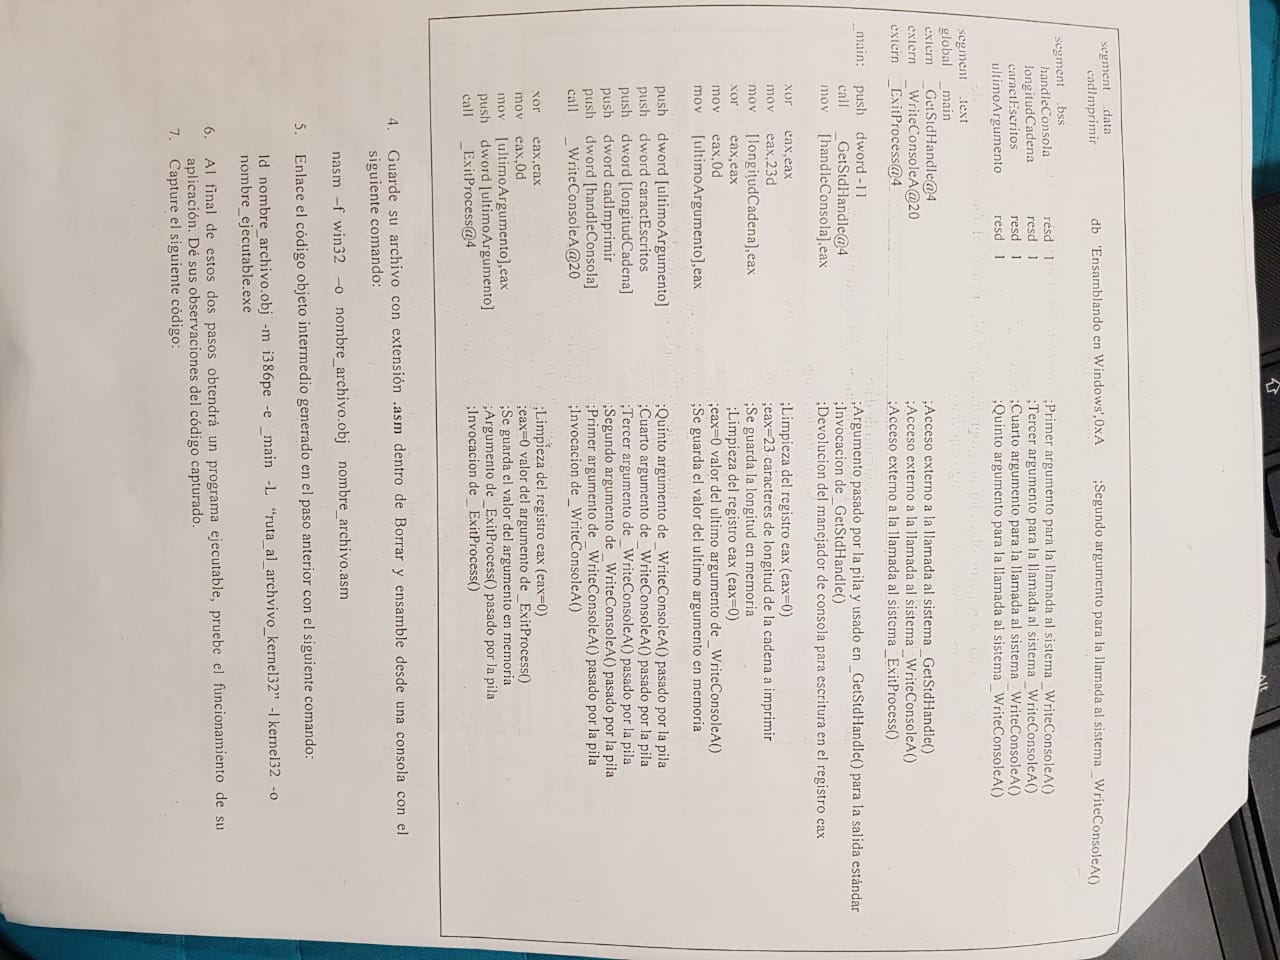 Alt
segment .data
cadImprimir db 'Ensamblando en Windows',0xA ;Segundo argumento para la llamada al sistema _WriteConsoleA()
segment .bss
handleConsola resd 1 ;Primer argumento para la llamada al sistema _WriteConsoleA()
longitudCadena resd 1 ;Tercer argumento para la llamada al sistema _WriteConsoleA()
caractEscritos resd 1 ;Cuarto argumento para la llamada al sistema _WriteConsoleA()
ultimoArgumento resd 1 ;Quinto argumento para la llamada al sistema _WriteConsoleA()
segment .text
global _main
extern _GetStdHandle@4 ;Acceso externo a la llamada al sistema _GetStdHandle()
extern _WriteConsoleA@20 ;Acceso externo a la llamada al sistema _WriteConsoleA()
extern _ExitProcess@4 ;Acceso externo a la llamada al sistema _ExitProcess()
_main: push dword -11 ;Argumento pasado por la pila y usado en _GetStdHandle() para la salida estándar
call _GetStdHandle@4 ;Invocacion de _GetStdHandle()
mov [handleConsola],eax ;Devolucion del manejador de consola para escritura en el registro eax
xor eax,eax ;Limpieza del registro eax (eax=0)
mov eax,23d ;eax=23 caracteres de longitud de la cadena a imprimir
mov [longitudCadena],eax ;Se guarda la longitud en memoria
xor eax,eax ;Limpieza del registro eax (eax=0)
mov eax,0d ;eax=0 valor del ultimo argumento de _WriteConsoleA()
mov [ultimoArgumento],eax ;Se guarda el valor del ultimo argumento en memoria
push dword [ultimoArgumento] ;Quinto argumento de _WriteConsoleA() pasado por la pila
push dword caractEscritos ;Cuarto argumento de _WriteConsoleA() pasado por la pila
push dword [longitudCadena] ;Tercer argumento de _WriteConsoleA() pasado por la pila
push dword cadImprimir ;Segundo argumento de _WriteConsoleA() pasado por la pila
push dword [handleConsola] ;Primer argumento de _WriteConsoleA() pasado por la pila
call _WriteConsoleA@20 ;Invocacion de _WriteConsoleA()
xor eax,eax ;Limpieza del registro eax (eax=0)
mov eax,0d ;eax=0 valor del argumento de _ExitProcess()
mov [ultimoArgumento],eax ;Se guarda el valor del argumento en memoria
push dword [ultimoArgumento] ;Argumento de _ExitProcess() pasado por la pila
call _ExitProcess@4 ;Invocacion de _ExitProcess()
4. Guarde su archivo con extensión .asm dentro de Borrar y ensamble desde una consola con el
siguiente comando:
nasm –f win32 –o nombre_archivo.obj nombre_archivo.asm
5. Enlace el código objeto intermedio generado en el paso anterior con el siguiente comando:
ld nombre_archivo.obj -m i386pe -e _main -L “ruta_al_archvivo_kernel32” -l kernel32 -o
nombre_ejecutable.exe
6. Al final de estos dos pasos obtendrá un programa ejecutable, pruebe el funcionamiento de su
aplicación. Dé sus observaciones del código capturado.
7. Capture el siguiente código: